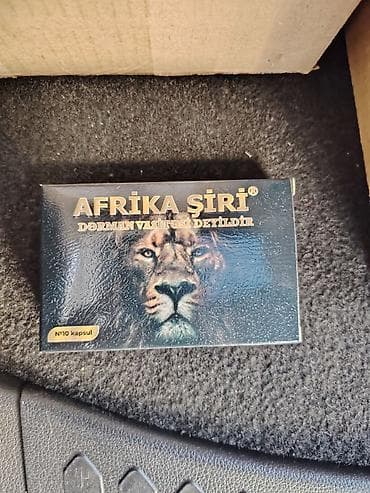 AFRİKA ŞİRİ®
DƏRMAN VASİTƏSİ DEYİLDİR
№10 kapsul